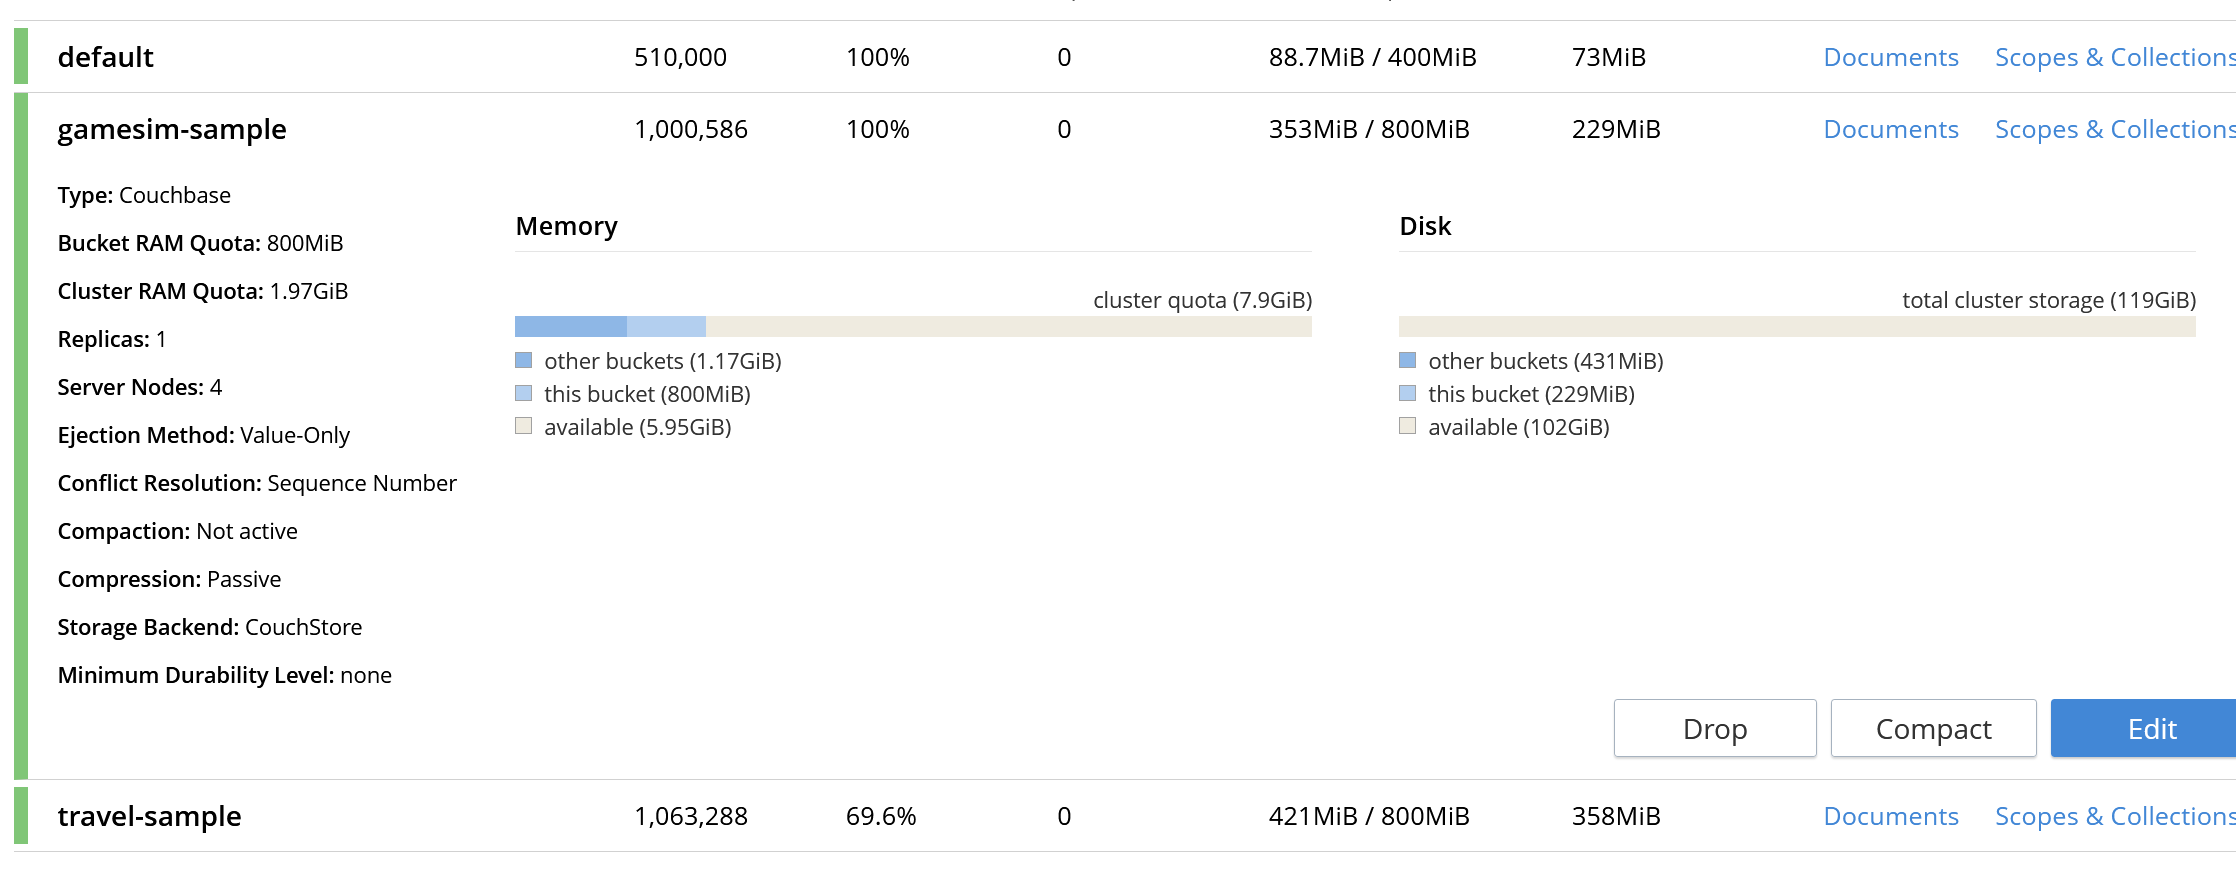 default 510,000 100% 0 88.7MiB / 400MiB 73MiB Documents Scopes & Collections
gamesim-sample 1,000,586 100% 0 353MiB / 800MiB 229MiB Documents Scopes & Collections
Type: Couchbase
Bucket RAM Quota: 800MiB
Cluster RAM Quota: 1.97GiB
Replicas: 1
Server Nodes: 4
Ejection Method: Value-Only
Conflict Resolution: Sequence Number
Compaction: Not active
Compression: Passive
Storage Backend: CouchStore
Minimum Durability Level: none
Memory
cluster quota (7.9GiB)
other buckets (1.17GiB)
this bucket (800MiB)
available (5.95GiB)
Disk
total cluster storage (119GiB)
other buckets (431MiB)
this bucket (229MiB)
available (102GiB)
Drop Compact Edit
travel-sample 1,063,288 69.6% 0 421MiB / 800MiB 358MiB Documents Scopes & Collections